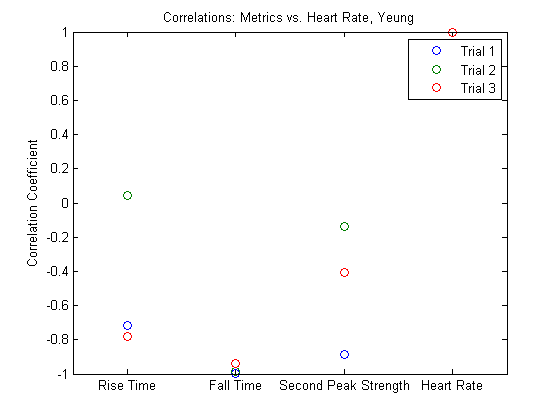 Correlations: Metrics vs. Heart Rate, Yeung
1
0.8
0.6
0.4
0.2
0
-0.2
-0.4
-0.6
-0.8
-1
Correlation Coefficient
Trial 1
Trial 2
Trial 3
Rise Time Fall Time Second Peak Strength Heart Rate